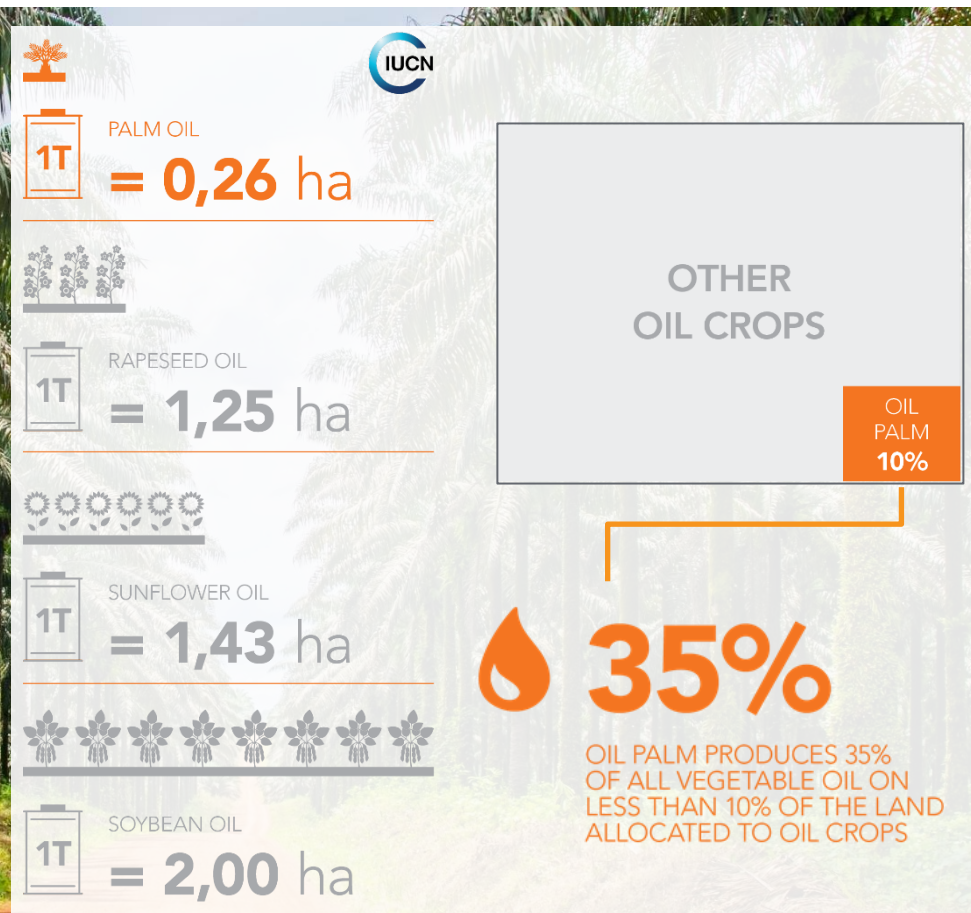 IUCN
1T
PALM OIL
= 0,26 ha
1T
RAPESEED OIL
= 1,25 ha
1T
SUNFLOWER OIL
= 1,43 ha
1T
SOYBEAN OIL
= 2,00 ha
OTHER
OIL CROPS
OIL
PALM
10%
35%
OIL PALM PRODUCES 35%
OF ALL VEGETABLE OIL ON
LESS THAN 10% OF THE LAND
ALLOCATED TO OIL CROPS